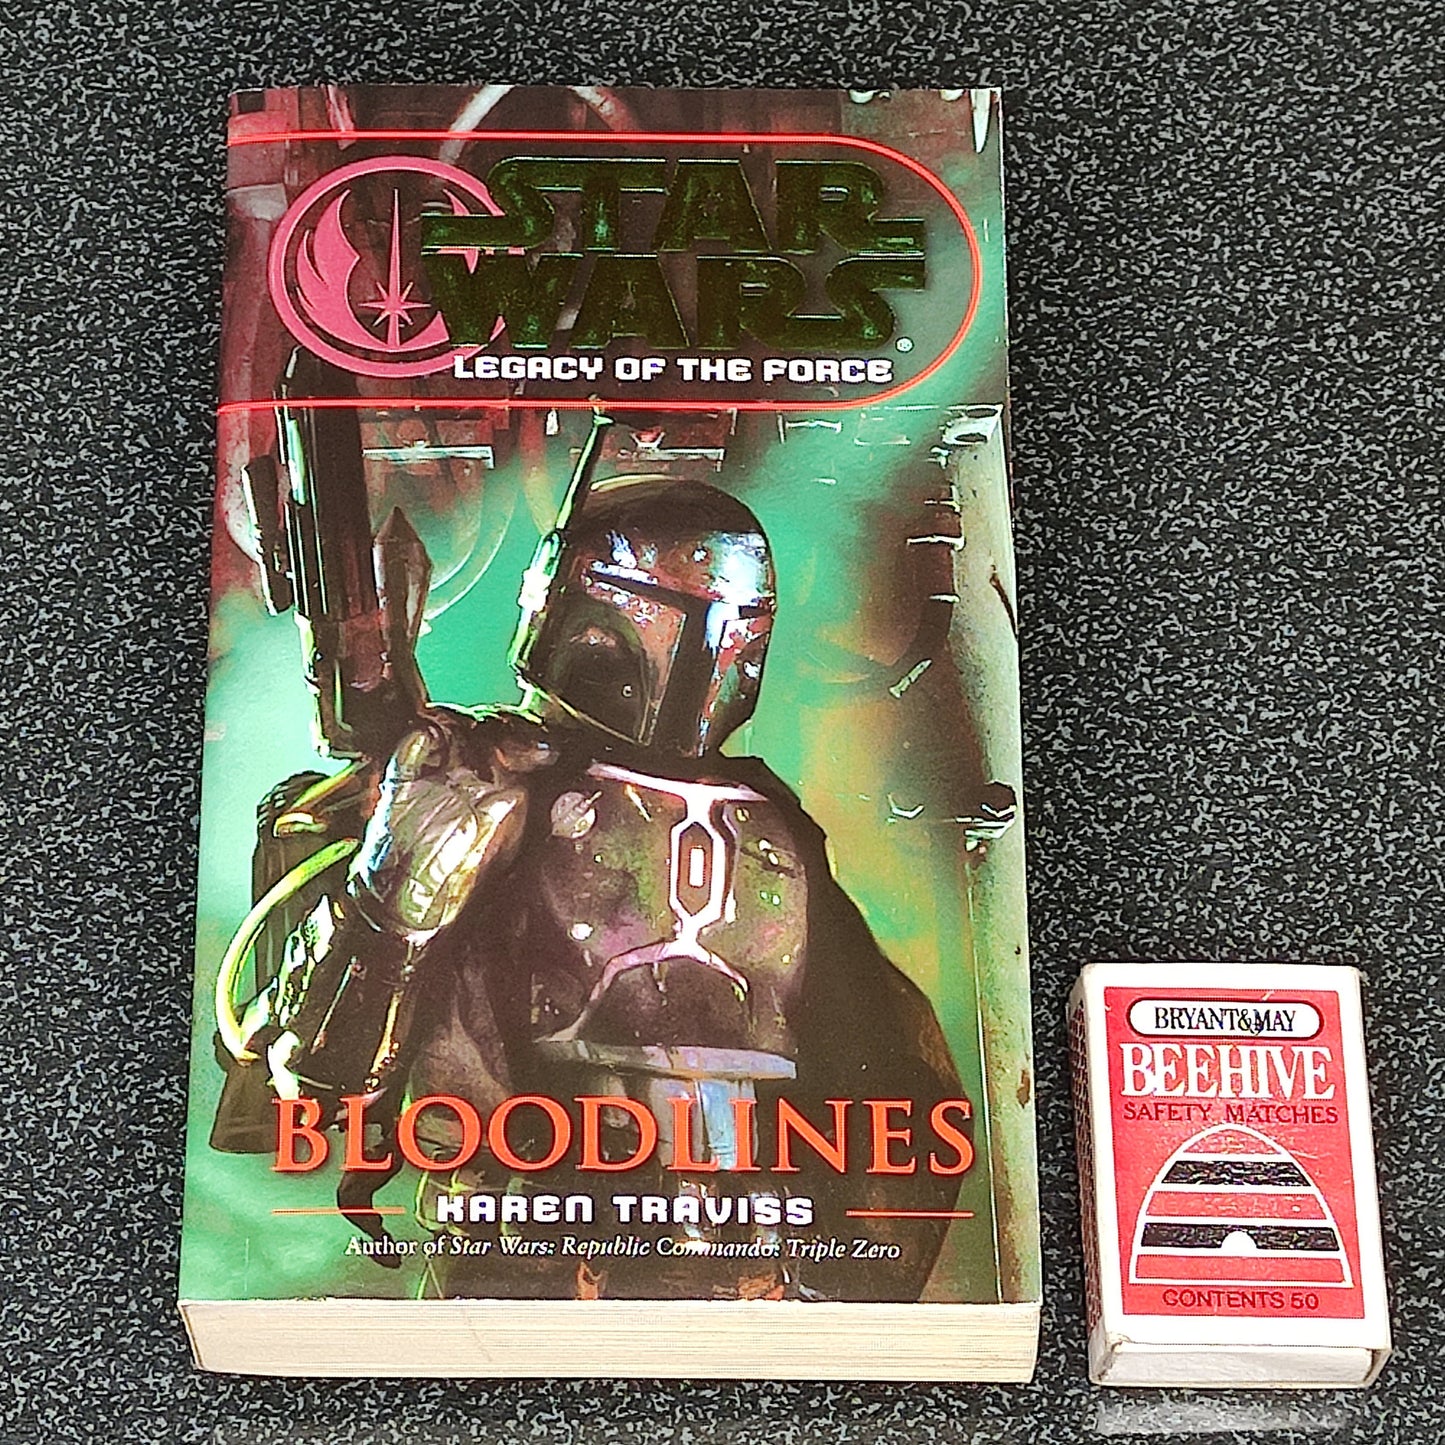 STAR
WARS®
LEGACY OF THE FORCE
BLOODLINES
KAREN TRAVISS
Author of Star Wars: Republic Commando: Triple Zero
BRYANT&MAY
BEEHIVE
SAFETY MATCHES
CONTENTS 50